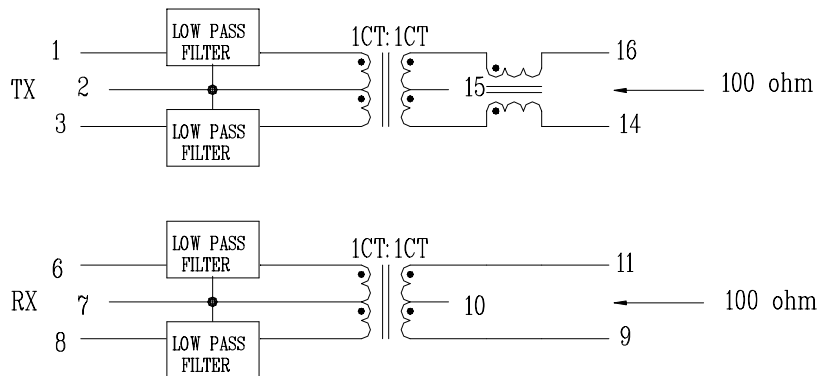 LOW PASS
FILTER
1CT:1CT
1
16
TX
2
15
100 ohm
3
14
LOW PASS
FILTER
LOW PASS
FILTER
1CT:1CT
6
11
RX
7
10
100 ohm
8
9
LOW PASS
FILTER